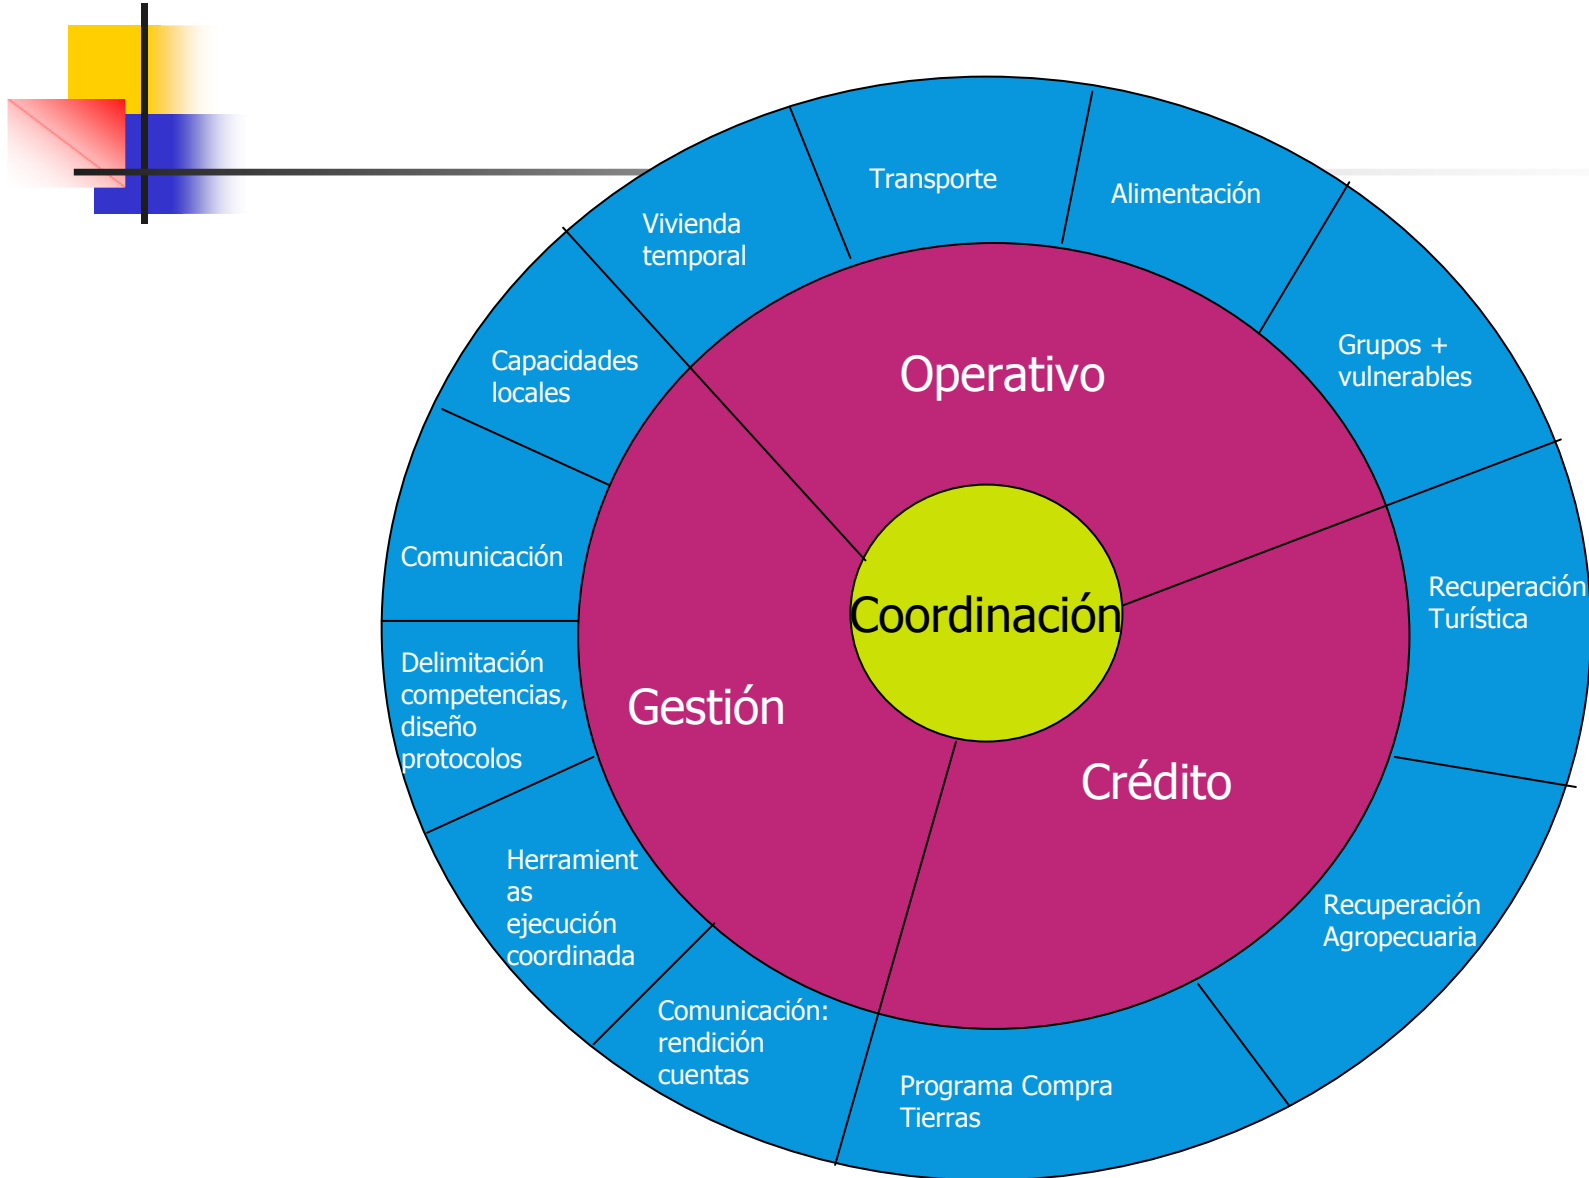 Transporte
Alimentación
Vivienda
temporal
Grupos +
vulnerables
Capacidades
locales
Operativo
Comunicación
Coordinación
Recuperación
Turística
Delimitación
competencias,
diseño
protocolos
Gestión
Crédito
Herramient
as
ejecución
coordinada
Recuperación
Agropecuaria
Comunicación:
rendición
cuentas
Programa Compra
Tierras